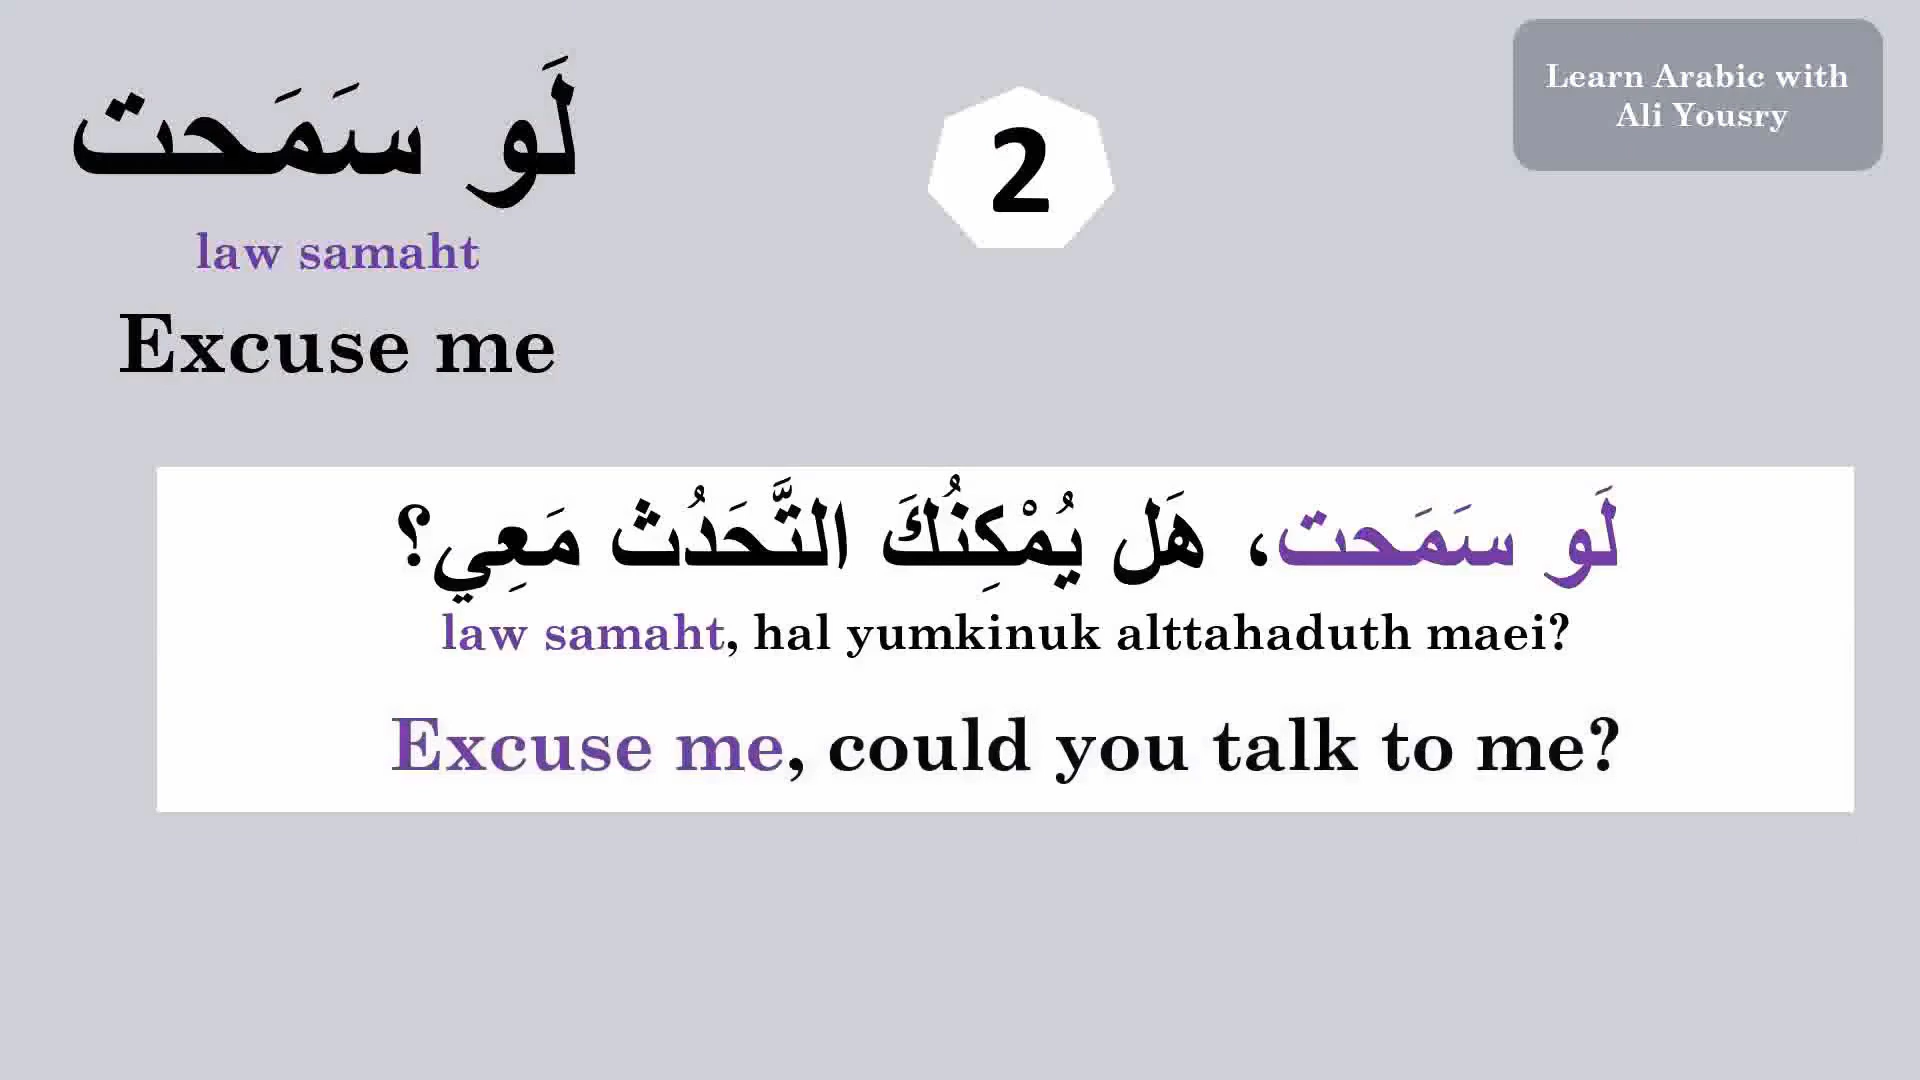 لَو سَمَحت
law samaht
Excuse me
2
Learn Arabic with
Ali Yousry
لَو سَمَحت، هَل يُمْكِنُكَ التَّحَدُث مَعِي؟
law samaht, hal yumkinuk alttahaduth maei?
Excuse me, could you talk to me?